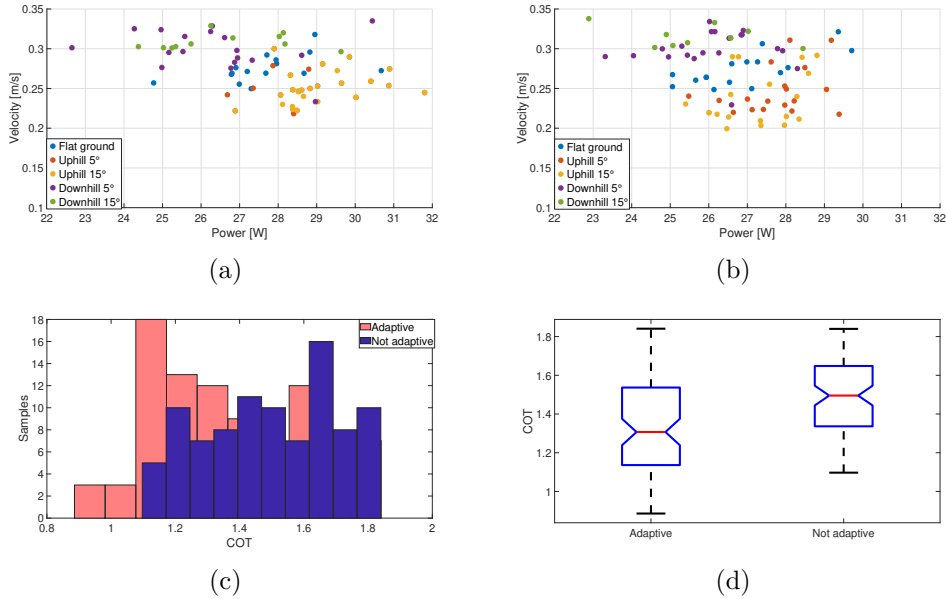 0.35
0.3
0.25
0.2
0.15
0.1
Velocity [m/s]
Flat ground
Uphill 5°
Uphill 15°
Downhill 5°
Downhill 15°
22 23 24 25 26 27 28 29 30 31 32
Power [W]
(a)
0.35
0.3
0.25
0.2
0.15
0.1
Velocity [m/s]
Flat ground
Uphill 5°
Uphill 15°
Downhill 5°
Downhill 15°
22 23 24 25 26 27 28 29 30 31 32
Power [W]
(b)
18
16
14
12
10
8
6
4
2
0
Samples
Adaptive
Not adaptive
0.8 1 1.2 1.4 1.6 1.8 2
COT
(c)
1.8
1.6
1.4
1.2
1
COT
Adaptive Not adaptive
(d)